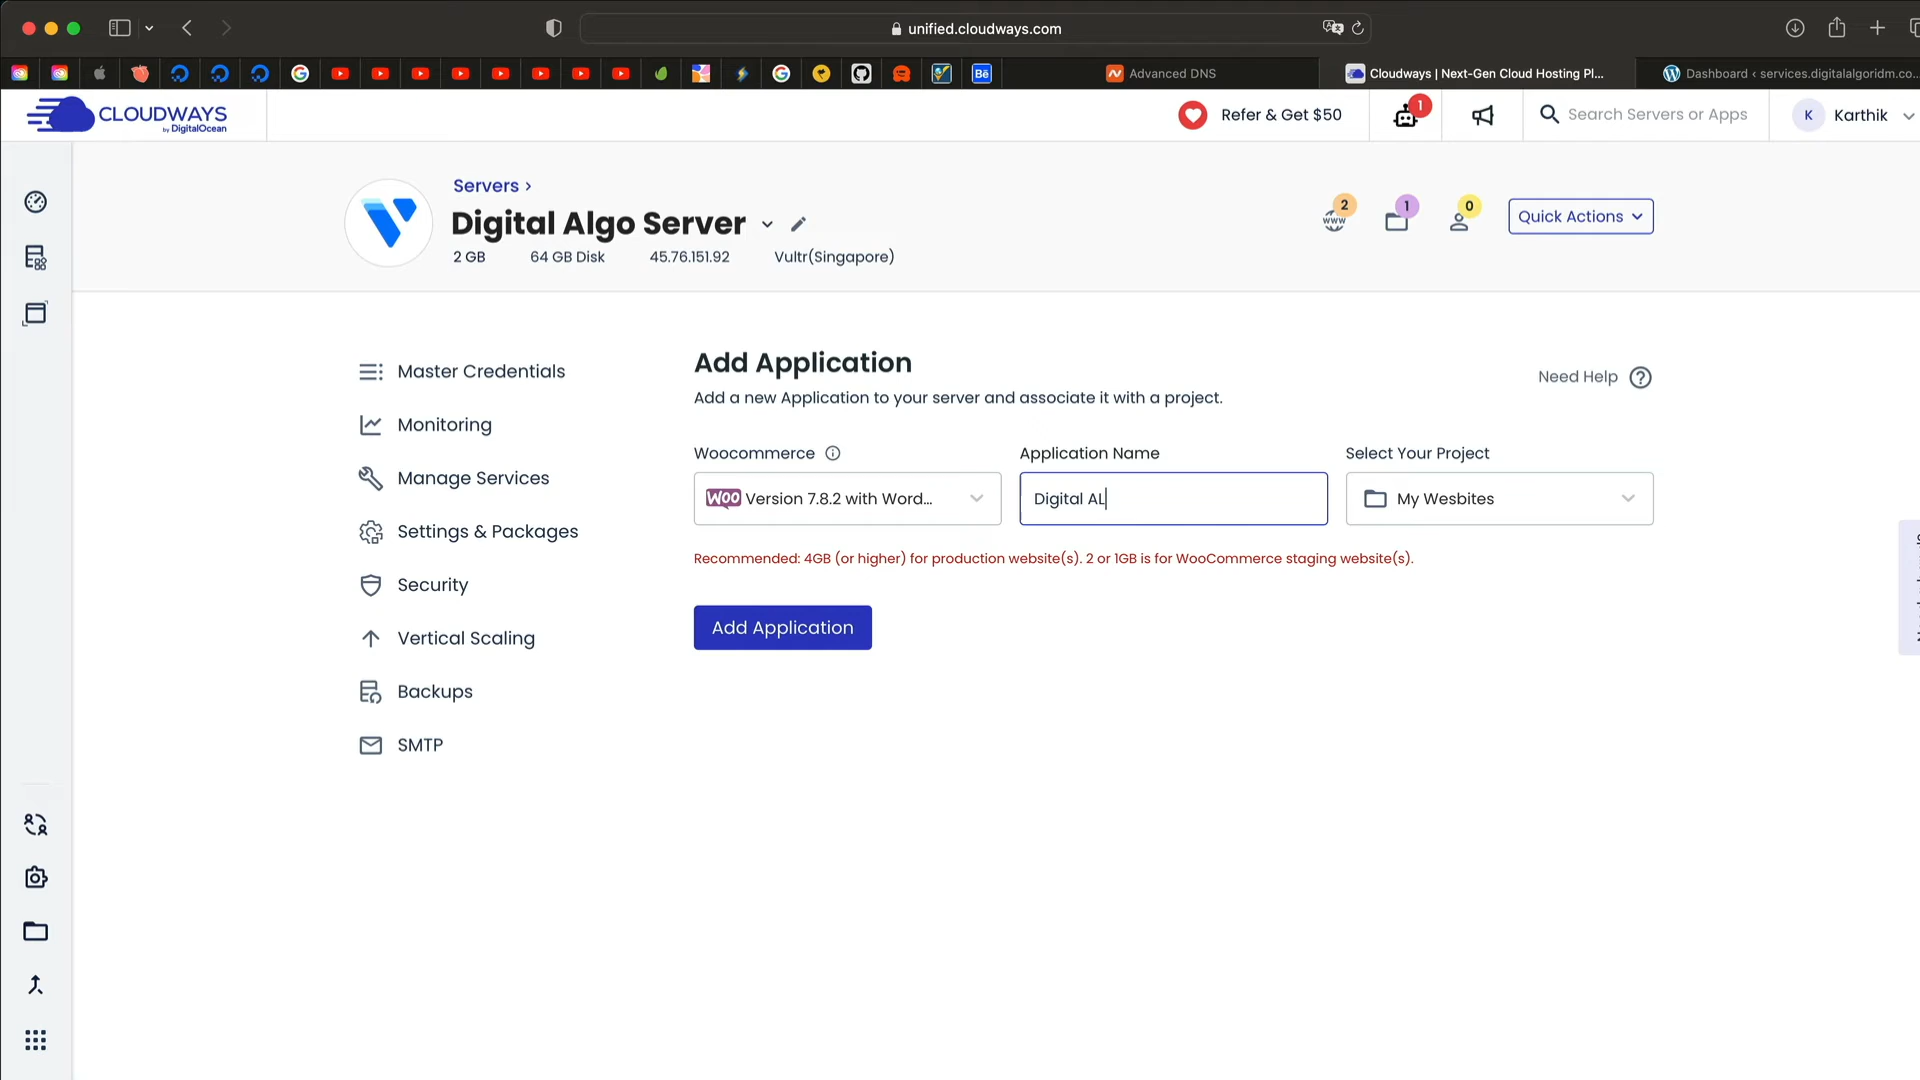 unified.cloudways.com
Bē
Advanced DNS
Cloudways | Next-Gen Cloud Hosting Pl...
Dashboard ‹ services.digitalalgoridm.co...
CLOUDWAYS
by DigitalOcean
Refer & Get $50
1
Search Servers or Apps
K
Karthik
Servers ›
Digital Algo Server
2 GB
64 GB Disk
45.76.151.92
Vultr(Singapore)
www
2
1
0
Quick Actions
Master Credentials
Monitoring
Manage Services
Settings & Packages
Security
Vertical Scaling
Backups
SMTP
Add Application
Add a new Application to your server and associate it with a project.
Need Help
Woocommerce
Application Name
Select Your Project
WOO
Version 7.8.2 with Word...
Digital AL
My Wesbites
Recommended: 4GB (or higher) for production website(s). 2 or 1GB is for WooCommerce staging website(s).
Add Application